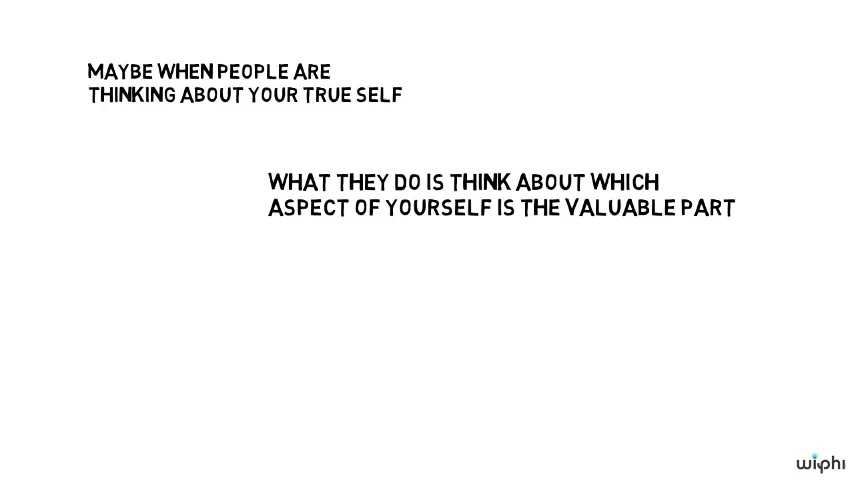 MAYBE WHEN PEOPLE ARE
THINKING ABOUT YOUR TRUE SELF
WHAT THEY DO IS THINK ABOUT WHICH
ASPECT OF YOURSELF IS THE VALUABLE PART
wiphi